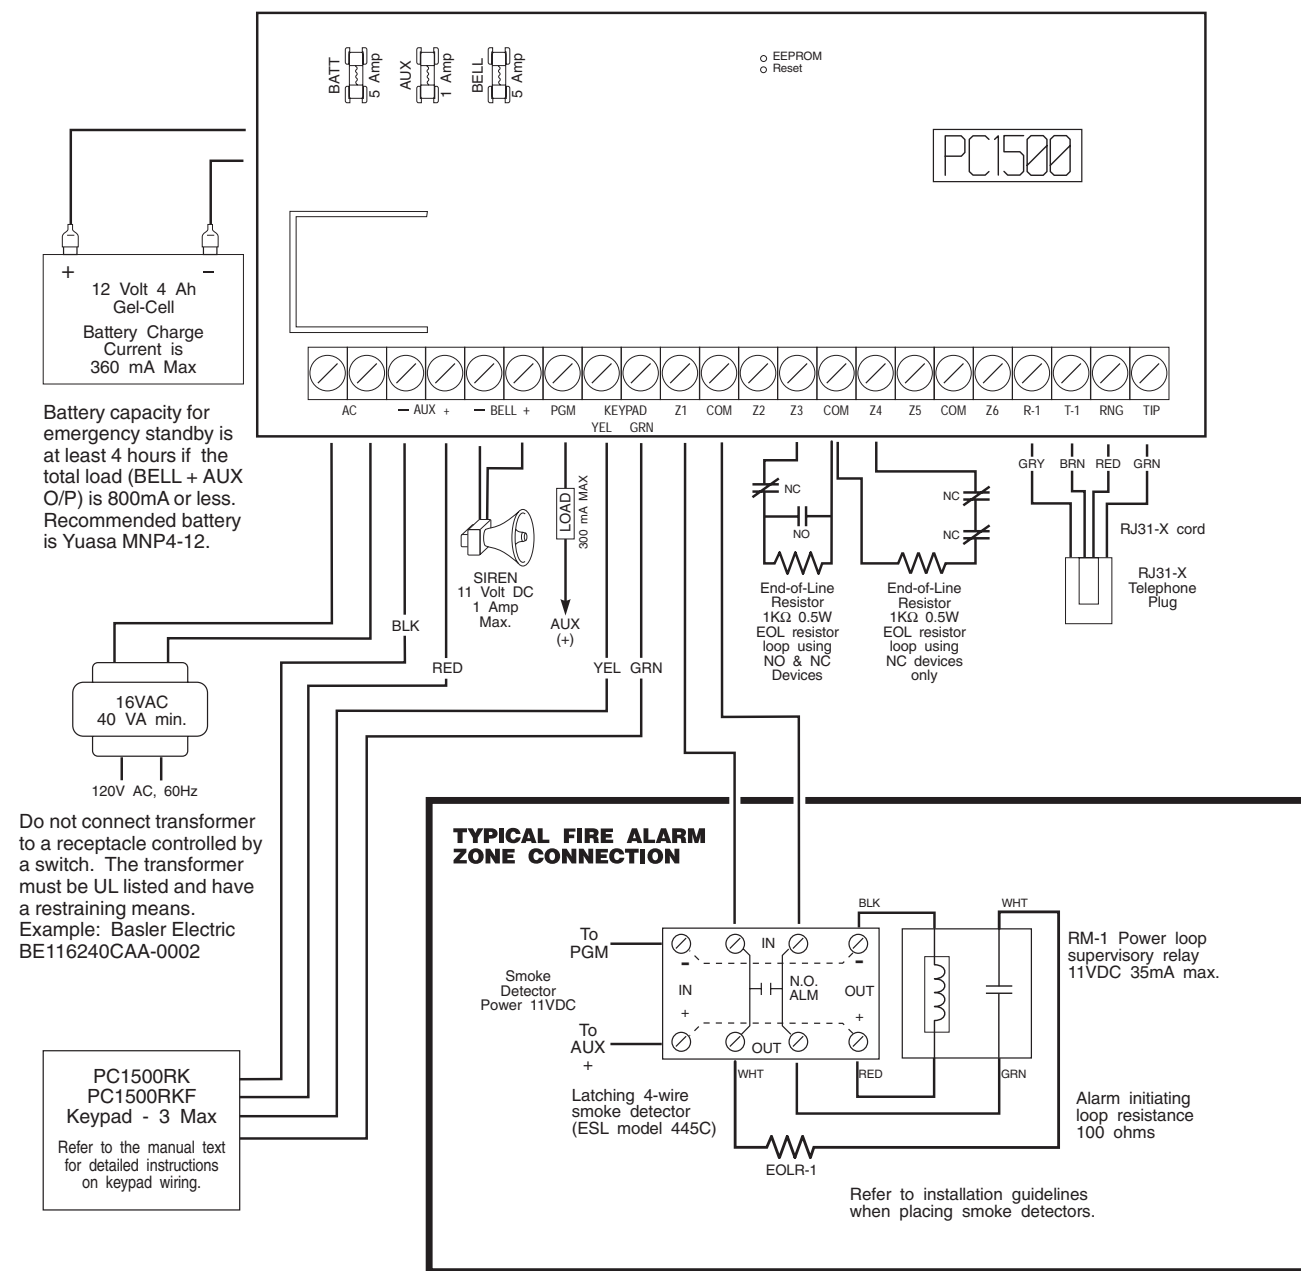 BATT
5 Amp
AUX
1 Amp
BELL
5 Amp
EEPROM
Reset
PC1500
+ −
12 Volt 4 Ah
Gel-Cell
Battery Charge
Current is
360 mA Max
AC − AUX + − BELL + PGM KEYPAD Z1 COM Z2 Z3 COM Z4 Z5 COM Z6 R-1 T-1 RNG TIP
YEL GRN
Battery capacity for
emergency standby is
at least 4 hours if the
total load (BELL + AUX
O/P) is 800mA or less.
Recommended battery
is Yuasa MNP4-12.
SIREN
11 Volt DC
1 Amp
Max.
LOAD
300 mA MAX
AUX
(+)
NC
NO
End-of-Line
Resistor
1KΩ 0.5W
EOL resistor
loop using
NO & NC
Devices
NC
NC
End-of-Line
Resistor
1KΩ 0.5W
EOL resistor
loop using
NC devices
only
GRY BRN RED GRN
RJ31-X cord
RJ31-X
Telephone
Plug
BLK
RED
YEL GRN
16VAC
40 VA min.
120V AC, 60Hz
Do not connect transformer
to a receptacle controlled by
a switch. The transformer
must be UL listed and have
a restraining means.
Example: Basler Electric
BE116240CAA-0002
PC1500RK
PC1500RKF
Keypad - 3 Max
Refer to the manual text
for detailed instructions
on keypad wiring.
TYPICAL FIRE ALARM
ZONE CONNECTION
To
PGM
Smoke
Detector
Power 11VDC
To
AUX
+
IN
-
-
IN
+
N.O.
ALM
OUT
+
OUT
BLK
WHT
WHT
RED
GRN
RM-1 Power loop
supervisory relay
11VDC 35mA max.
Latching 4-wire
smoke detector
(ESL model 445C)
EOLR-1
Alarm initiating
loop resistance
100 ohms
Refer to installation guidelines
when placing smoke detectors.